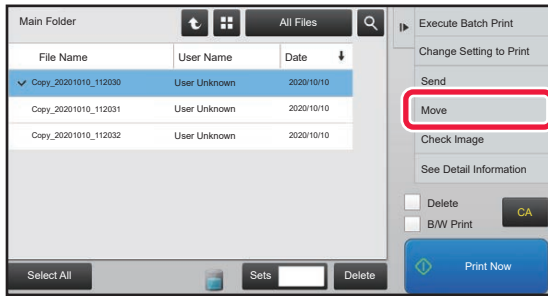 Main Folder
All Files
File Name User Name Date
Copy_20201010_112030 User Unknown 2020/10/10
Copy_20201010_112031 User Unknown 2020/10/10
Copy_20201010_112032 User Unknown 2020/10/10
Select All
Sets
Delete
Execute Batch Print
Change Setting to Print
Send
Move
Check Image
See Detail Information
Delete
B/W Print
CA
Print Now